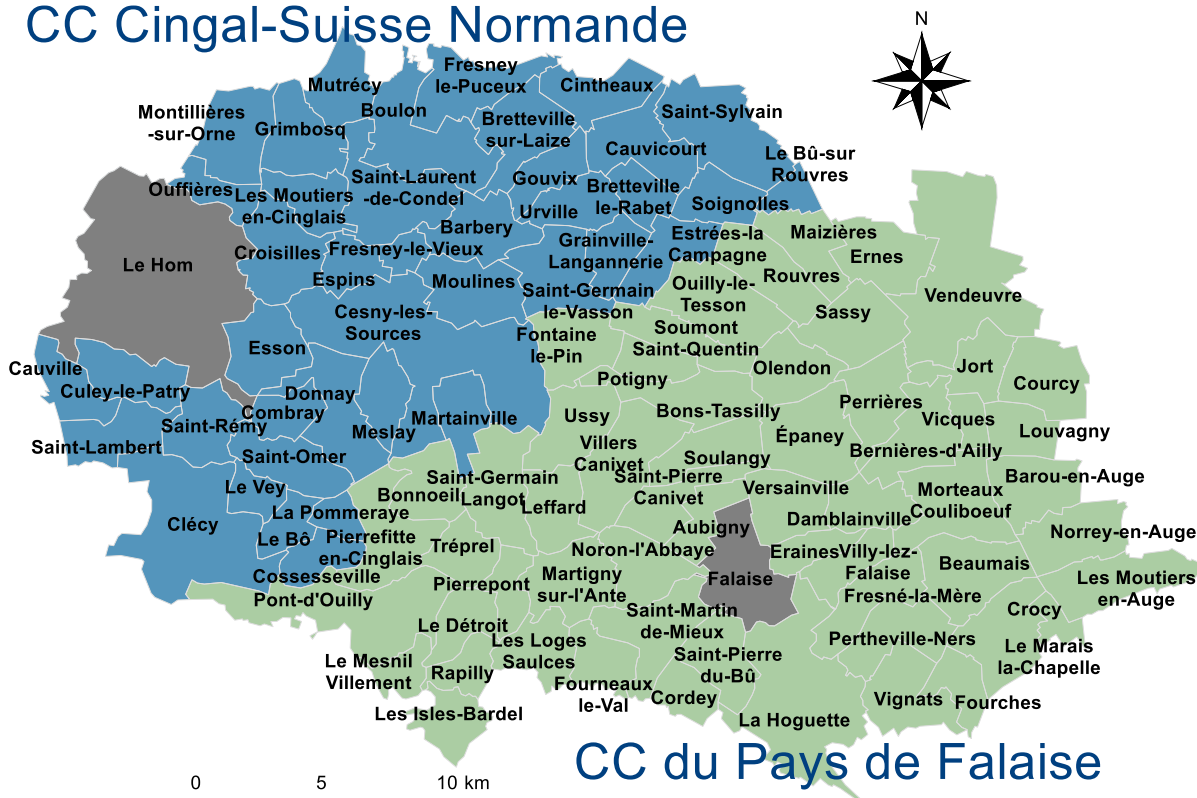 CC Cingal-Suisse Normande
N
Fresney
le-Puceux
Mutrécy
Cintheaux
Boulon
Montillières
-sur-Orne
Grimbosq
Bretteville
sur-Laize
Saint-Sylvain
Cauvicourt
Le Bû-sur
Rouvres
Ouffières
Les Moutiers
en-Cinglais
Saint-Laurent
-de-Condel
Gouvix
Bretteville
le-Rabet
Soignolles
Urville
Barbery
Croisilles
Fresney-le-Vieux
Grainville-
Langannerie
Estrées-la
Campagne
Maizières
Ernes
Le Hom
Espins
Moulines
Saint-Germain
le-Vasson
Ouilly-le-
Tesson
Rouvres
Vendeuvre
Cesny-les-
Sources
Sassy
Fontaine
le-Pin
Soumont
Saint-Quentin
Esson
Cauville
Culey-le-Patry
Potigny
Olendon
Jort
Courcy
Donnay
Combray
Saint-Rémy
Martainville
Meslay
Ussy
Bons-Tassilly
Perrières
Vicques
Louvagny
Saint-Lambert
Saint-Omer
Villers
Canivet
Épaney
Bernières-d'Ailly
Soulangy
Saint-Pierre
Canivet
Barou-en-Auge
Le Vey
Bonnoeil
Saint-Germain
Langot
Leffard
Versainville
Morteaux
Couliboeuf
Clécy
La Pommeraye
Aubigny
Damblainville
Norrey-en-Auge
Le Bô
Pierrefitte
en-Cinglais
Tréprel
Noron-l'Abbaye
Eraines
Villy-lez-
Falaise
Beaumais
Cossesseville
Pont-d'Ouilly
Pierrepont
Martigny
sur-l'Ante
Falaise
Fresné-la-Mère
Les Moutiers
en-Auge
Crocy
Le Détroit
Les Loges
Saulces
Saint-Martin
de-Mieux
Pertheville-Ners
Le Marais
la-Chapelle
Le Mesnil
Villement
Rapilly
Saint-Pierre
du-Bû
Fourneaux
le-Val
Cordey
Vignats
Fourches
Les Isles-Bardel
La Hoguette
CC du Pays de Falaise
0 5 10 km